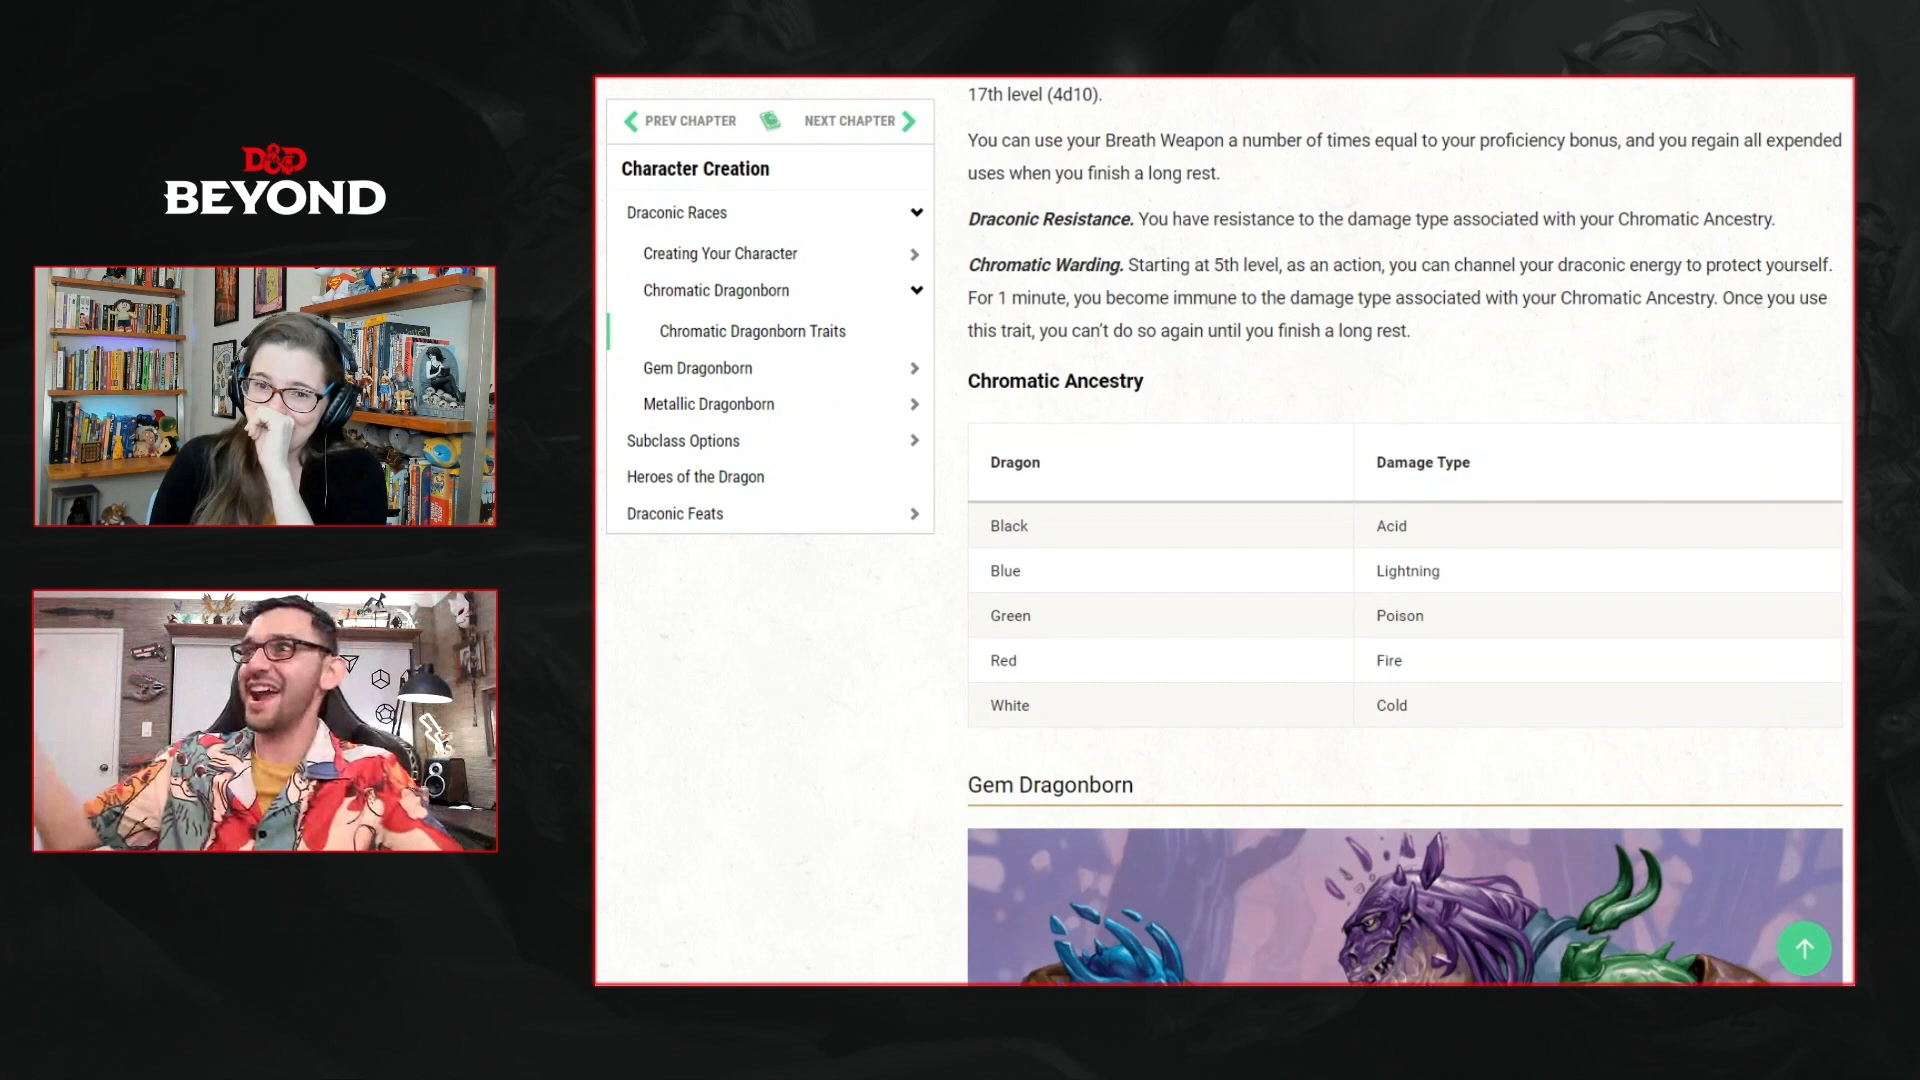 D&D
BEYOND
PREV CHAPTER
NEXT CHAPTER
Character Creation
Draconic Races
Creating Your Character
Chromatic Dragonborn
Chromatic Dragonborn Traits
Gem Dragonborn
Metallic Dragonborn
Subclass Options
Heroes of the Dragon
Draconic Feats
17th level (4d10).
You can use your Breath Weapon a number of times equal to your proficiency bonus, and you regain all expended
uses when you finish a long rest.
Draconic Resistance. You have resistance to the damage type associated with your Chromatic Ancestry.
Chromatic Warding. Starting at 5th level, as an action, you can channel your draconic energy to protect yourself.
For 1 minute, you become immune to the damage type associated with your Chromatic Ancestry. Once you use
this trait, you can’t do so again until you finish a long rest.
Chromatic Ancestry
Dragon Damage Type
Black Acid
Blue Lightning
Green Poison
Red Fire
White Cold
Gem Dragonborn